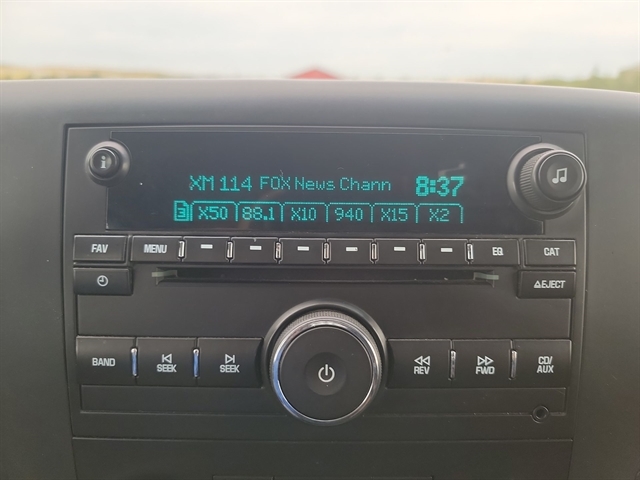 XM 114 FOX News Chann 8:37
3 X50 88.1 X10 940 X15 X2
FAV MENU EQ CAT
EJECT
BAND SEEK SEEK REV FWD CD/
AUX